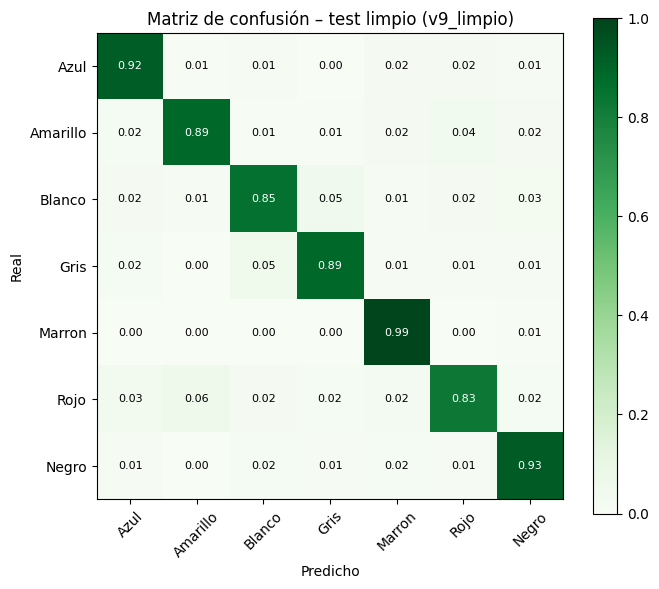 Matriz de confusión – test limpio (v9_limpio)
Real
Azul 0.92 0.01 0.01 0.00 0.02 0.02 0.01
Amarillo 0.02 0.89 0.01 0.01 0.02 0.04 0.02
Blanco 0.02 0.01 0.85 0.05 0.01 0.02 0.03
Gris 0.02 0.00 0.05 0.89 0.01 0.01 0.01
Marron 0.00 0.00 0.00 0.00 0.99 0.00 0.01
Rojo 0.03 0.06 0.02 0.02 0.02 0.83 0.02
Negro 0.01 0.00 0.02 0.01 0.02 0.01 0.93
Azul Amarillo Blanco Gris Marron Rojo Negro
Predicho
1.0
0.8
0.6
0.4
0.2
0.0